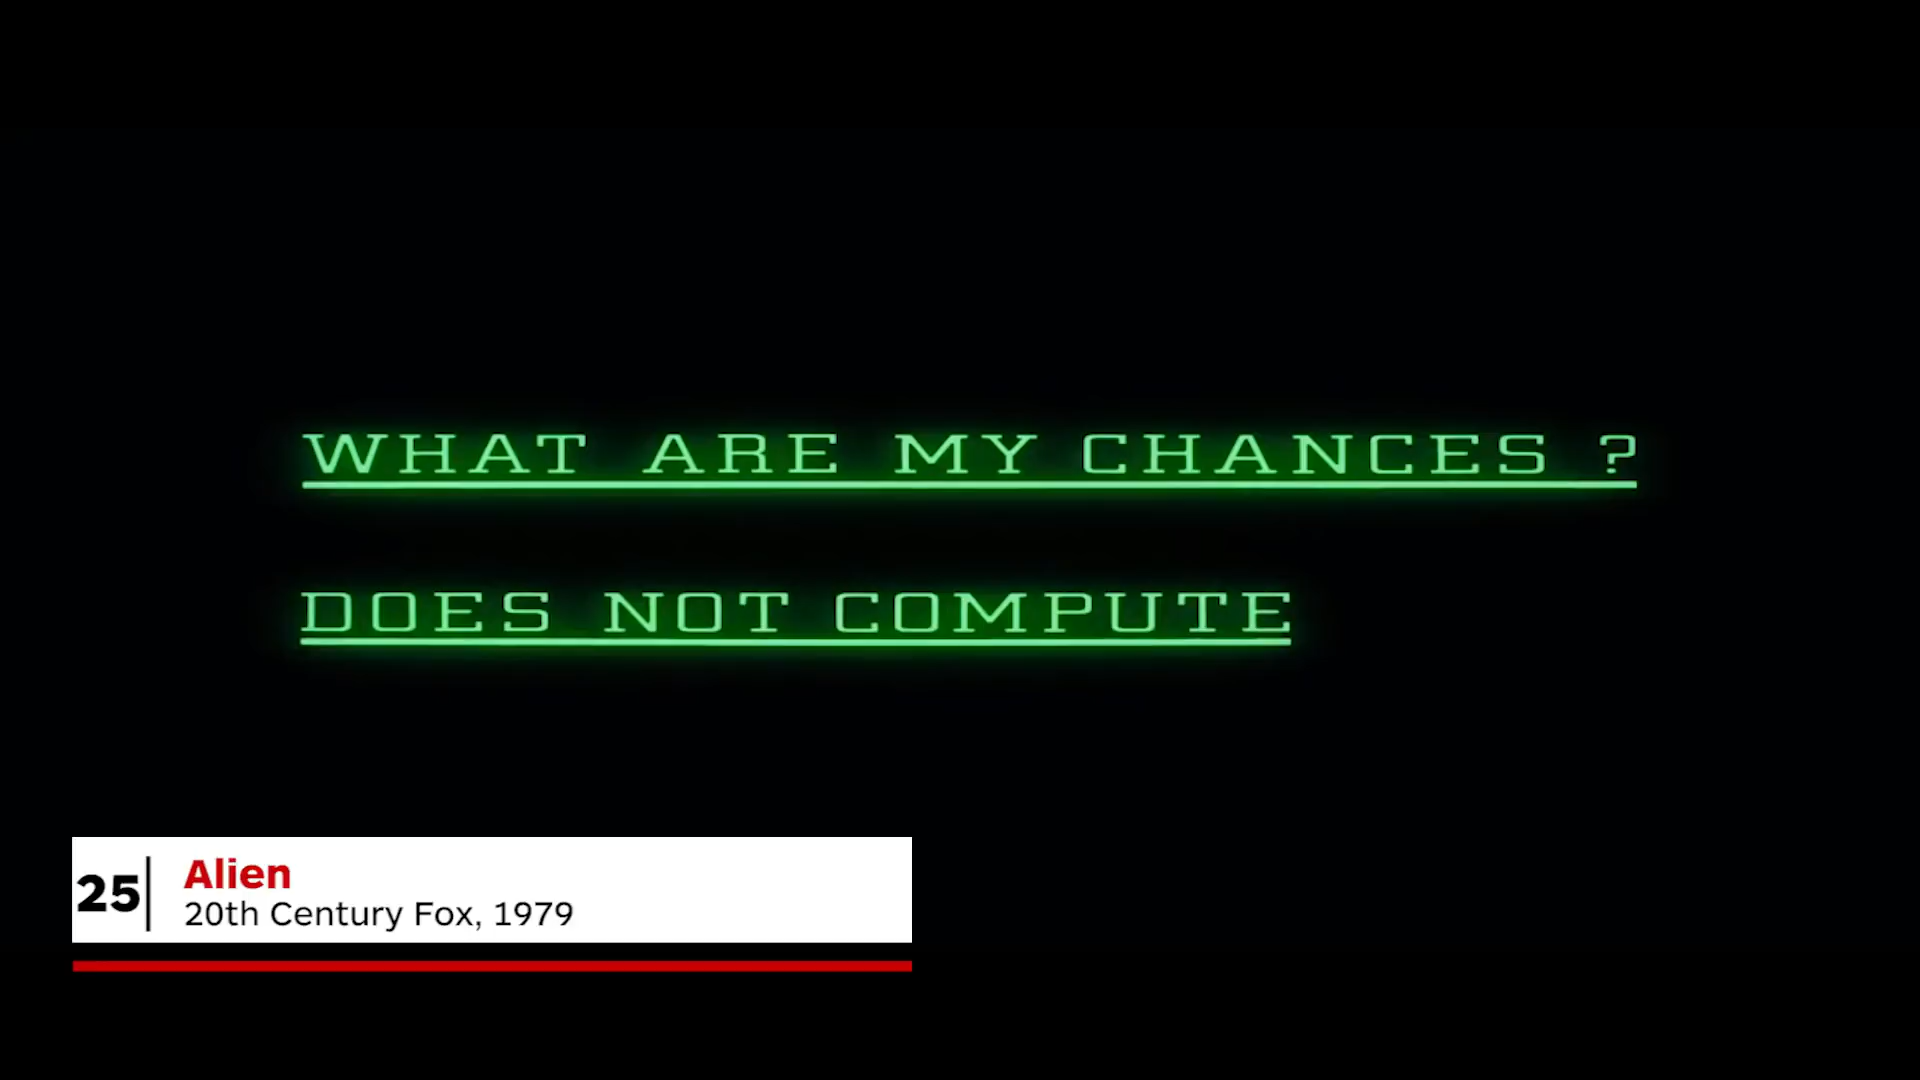 WHAT ARE MY CHANCES ?
DOES NOT COMPUTE
25
Alien
20th Century Fox, 1979